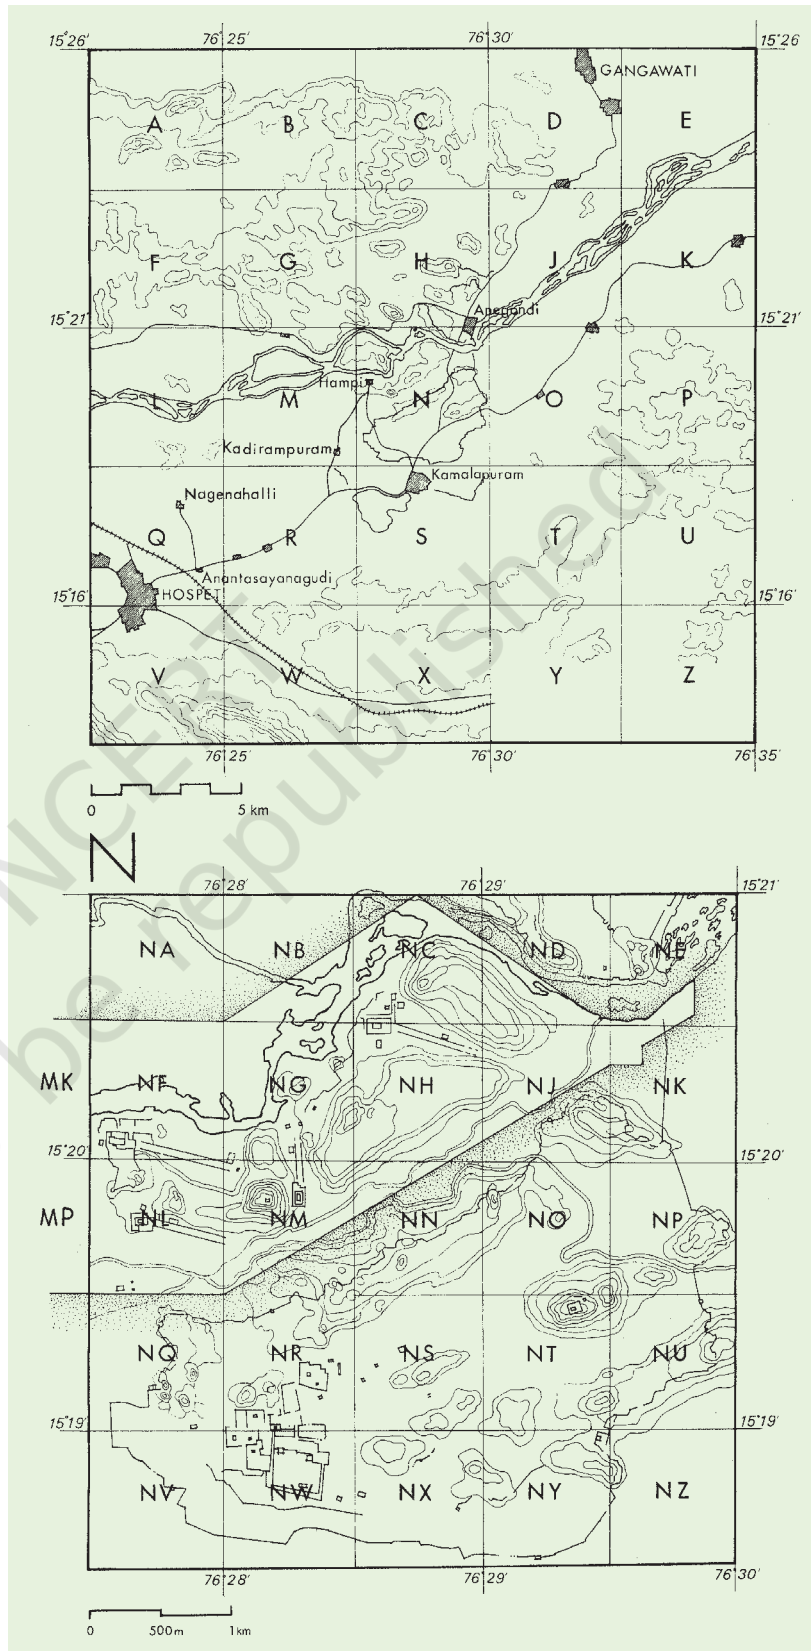 15°26' 76°25' 76°30' 15°26
GANGAWATI
A B C D E
F G H J K
Anegondi
15°21' 15°21'
Hampi
L M N O P
Kadirampuram
Kamalapuram
Nagenahalli
Q R S T U
Anantasayanagudi
15°16' HOSPET 15°16'
V W X Y Z
76°25' 76°30' 76°35'
0 5 km
N
76°28' 76°29' 15°21'
NA NB NC ND NE
MK NF NG NH NJ NK
15°20' 15°20'
MP NL NM NN NO NP
NQ NR NS NT NU
15°19' 15°19'
NV NW NX NY NZ
76°28' 76°29' 76°30'
0 500m 1km
NCERT
be republished